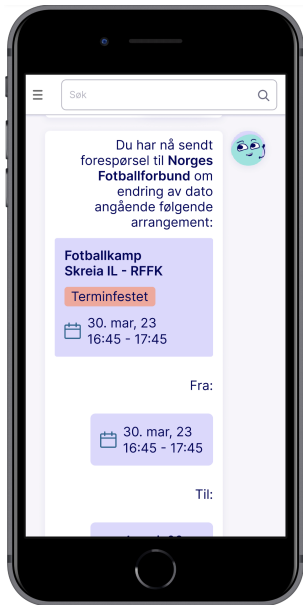 Søk
Du har nå sendt
forespørsel til Norges
Fotballforbund om
endring av dato
angående følgende
arrangement:
Fotballkamp
Skreia IL - RFFK
Terminfestet
30. mar, 23
16:45 - 17:45
Fra:
30. mar, 23
16:45 - 17:45
Til: